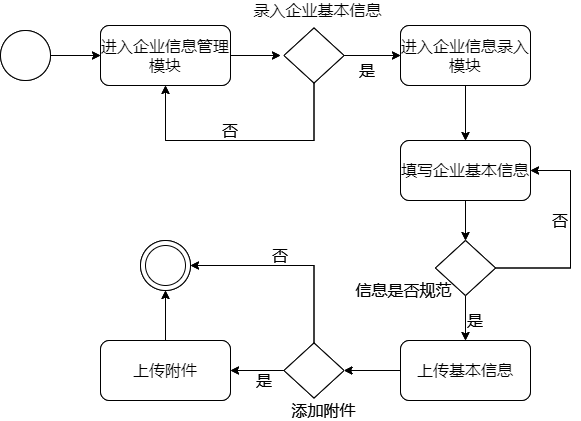 录入企业基本信息
进入企业信息管理
模块
是
进入企业信息录入
模块
否
填写企业基本信息
否
信息是否规范
是
否
上传附件
是
添加附件
上传基本信息